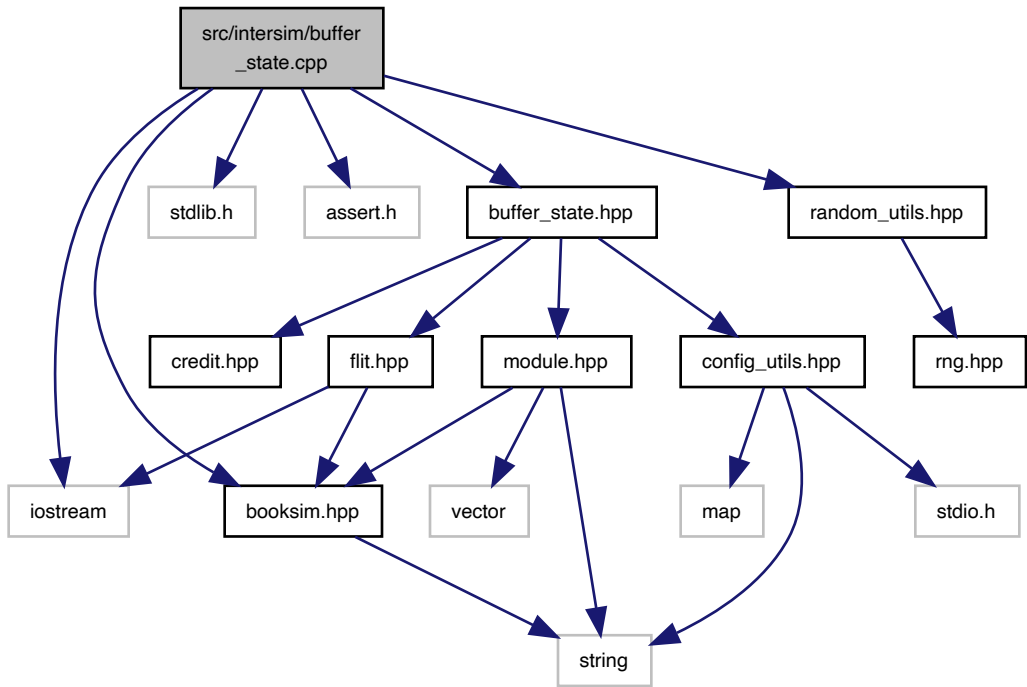 src/intersim/buffer
_state.cpp
stdlib.h
assert.h
buffer_state.hpp
random_utils.hpp
credit.hpp
flit.hpp
module.hpp
config_utils.hpp
rng.hpp
iostream
booksim.hpp
vector
map
stdio.h
string